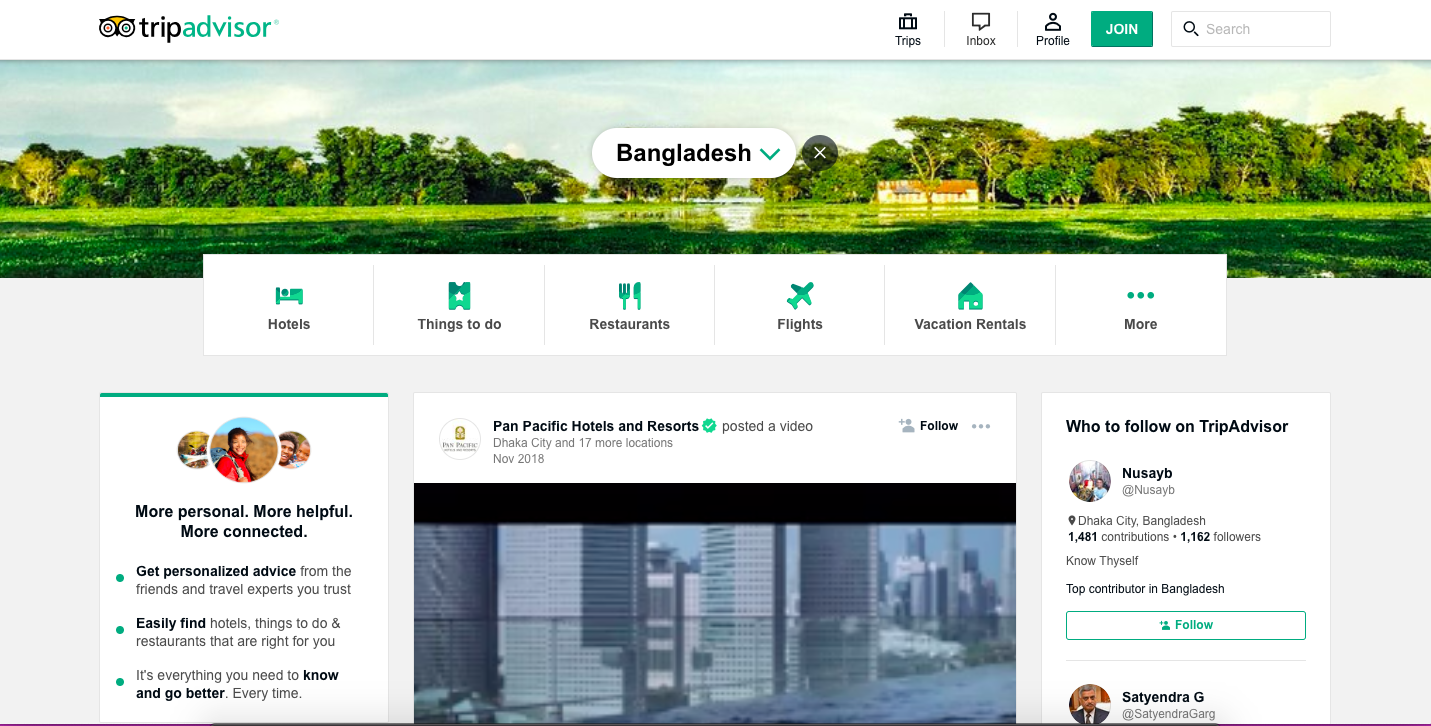 tripadvisor®
Trips
Inbox
Profile
JOIN
Search
Bangladesh
Hotels
Things to do
Restaurants
Flights
Vacation Rentals
More
More personal. More helpful.
More connected.
Get personalized advice from the
friends and travel experts you trust
Easily find hotels, things to do &
restaurants that are right for you
It's everything you need to know
and go better. Every time.
PAN PACIFIC
Pan Pacific Hotels and Resorts posted a video
Dhaka City and 17 more locations
Nov 2018
Follow
Who to follow on TripAdvisor
Nusayb
@Nusayb
Dhaka City, Bangladesh
1,481 contributions • 1,162 followers
Know Thyself
Top contributor in Bangladesh
Follow
Satyendra G
@SatyendraGarg